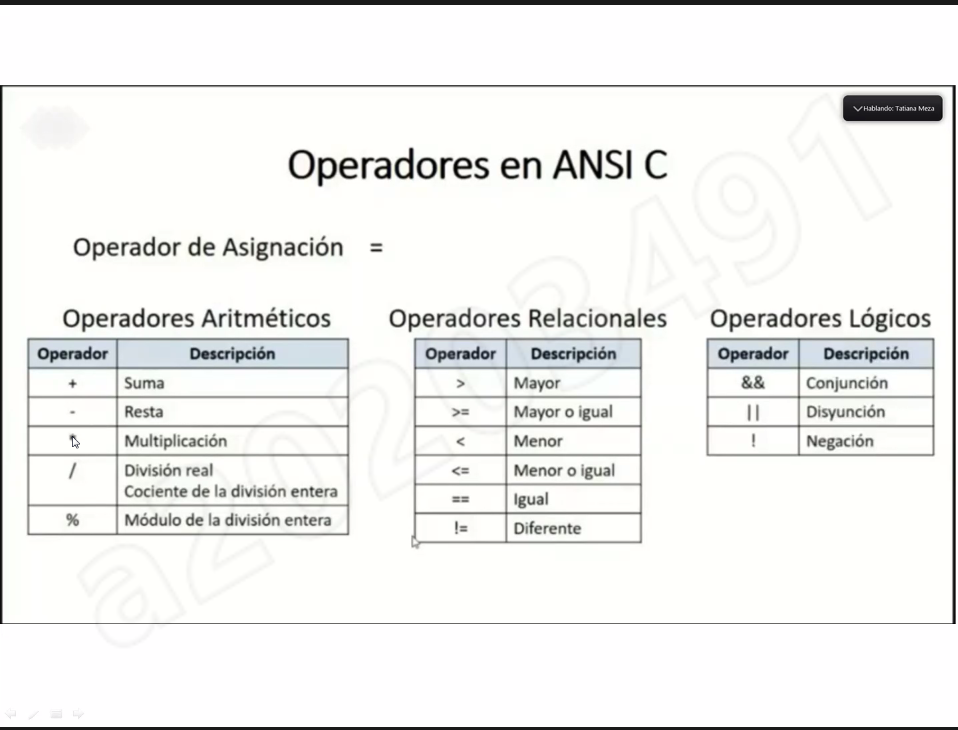 Hablando: Tatiana Meza
Operadores en ANSI C
Operador de Asignación =
Operadores Aritméticos
Operador Descripción
+ Suma
- Resta
Multiplicación
/ División real
Cociente de la división entera
% Módulo de la división entera
Operadores Relacionales
Operador Descripción
> Mayor
>= Mayor o igual
< Menor
<= Menor o igual
== Igual
!= Diferente
Operadores Lógicos
Operador Descripción
&& Conjunción
|| Disyunción
! Negación
a20203491